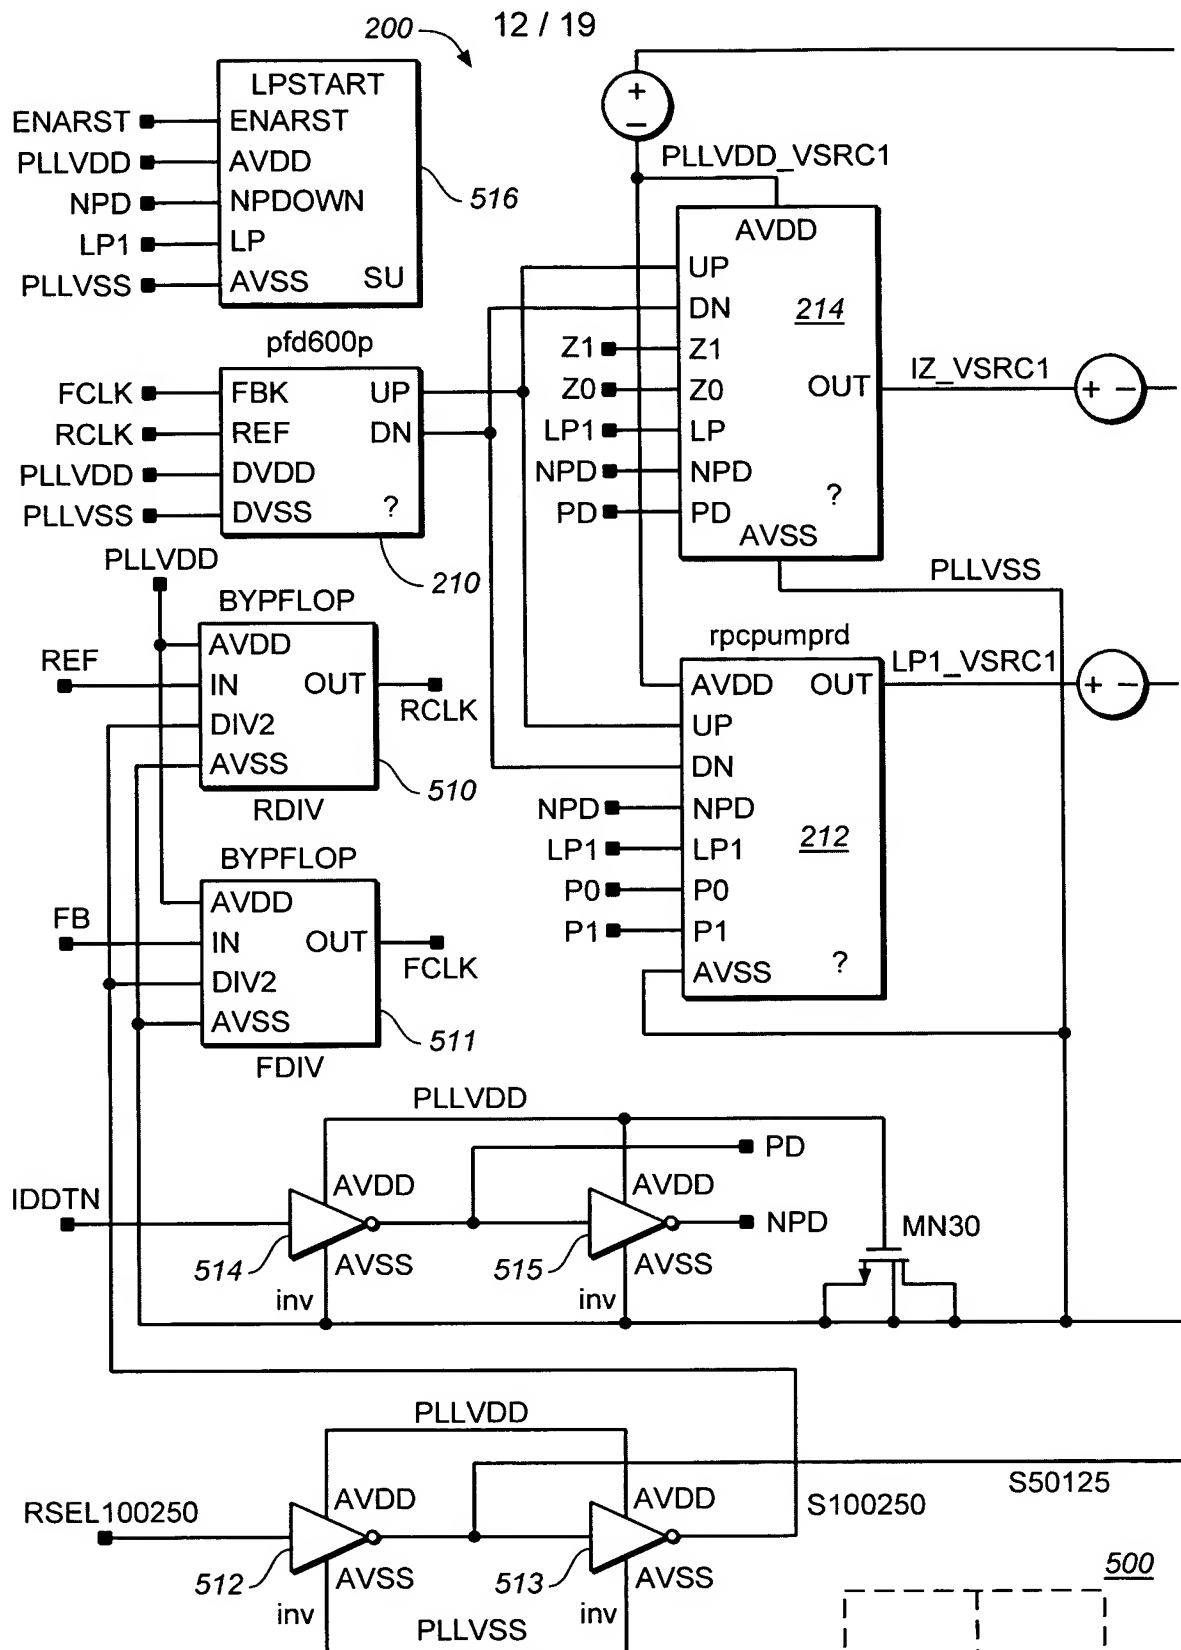 200
12 / 19
LPSTART
ENARST
ENARST
PLLVDD
AVDD
NPD
NPDOWN
LP1
LP
PLLVSS
AVSS
SU
516
+
−
PLLVDD_VSRC1
AVDD
UP
DN
214
Z1
Z1
Z0
Z0
OUT
LP1
LP
NPD
NPD
PD
PD
?
AVSS
IZ_VSRC1
+ −
pfd600p
FCLK
FBK
UP
RCLK
REF
DN
PLLVDD
DVDD
PLLVSS
DVSS
?
210
PLLVSS
PLLVDD
BYPFLOP
AVDD
REF
IN
OUT
RCLK
DIV2
AVSS
510
RDIV
rpcpumprd
AVDD
OUT
LP1_VSRC1
+ −
UP
DN
NPD
NPD
LP1
LP1
212
P0
P0
P1
P1
AVSS
?
BYPFLOP
AVDD
FB
IN
OUT
FCLK
DIV2
AVSS
511
FDIV
PLLVDD
PD
IDDTN
AVDD
AVDD
NPD
MN30
514
AVSS
515
AVSS
inv
inv
PLLVDD
S50125
RSEL100250
AVDD
AVDD
S100250
512
AVSS
513
AVSS
inv
inv
PLLVSS
500